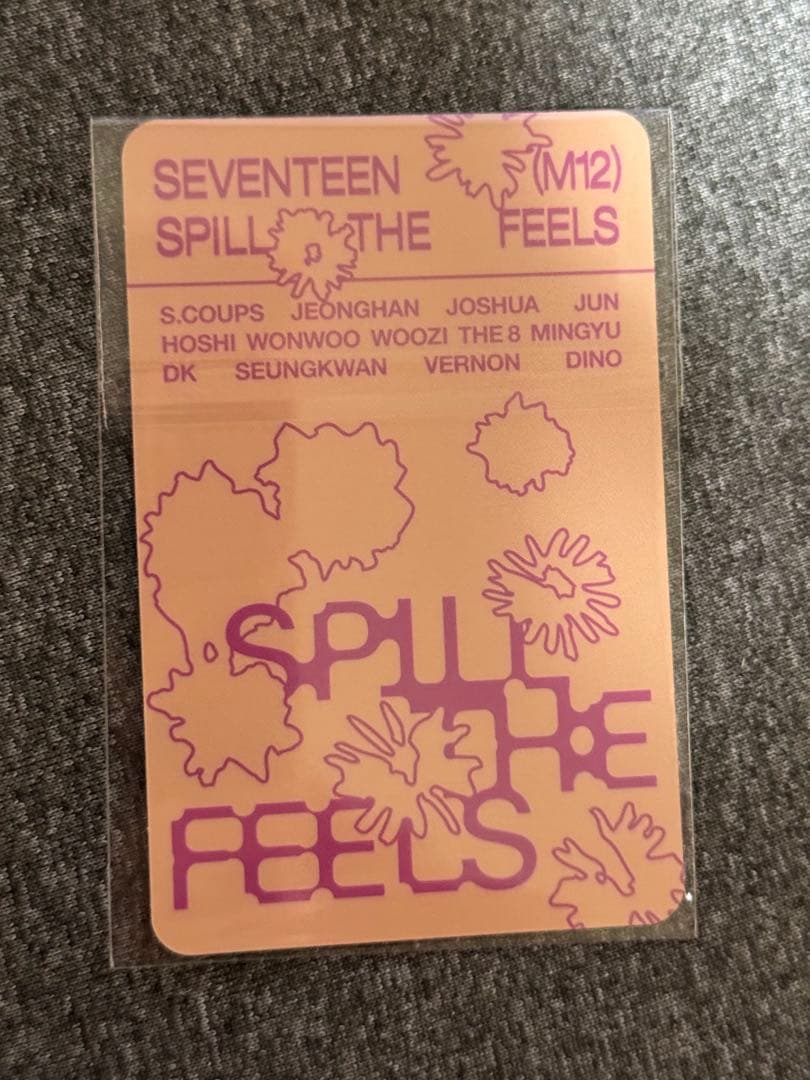 SEVENTEEN (M12)
SPILL THE FEELS
S.COUPS JEONGHAN JOSHUA JUN
HOSHI WONWOO WOOZI THE 8 MINGYU
DK SEUNGKWAN VERNON DINO
SPILL
THE
FEELS